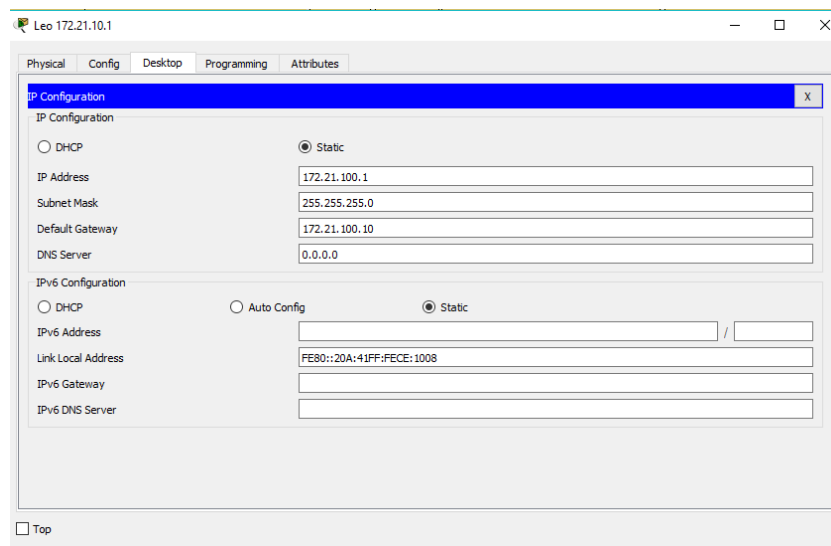 Leo 172.21.10.1
Physical Config Desktop Programming Attributes
IP Configuration X
IP Configuration
DHCP Static
IP Address 172.21.100.1
Subnet Mask 255.255.255.0
Default Gateway 172.21.100.10
DNS Server 0.0.0.0
IPv6 Configuration
DHCP Auto Config Static
IPv6 Address /
Link Local Address FE80::20A:41FF:FECE:1008
IPv6 Gateway
IPv6 DNS Server
Top